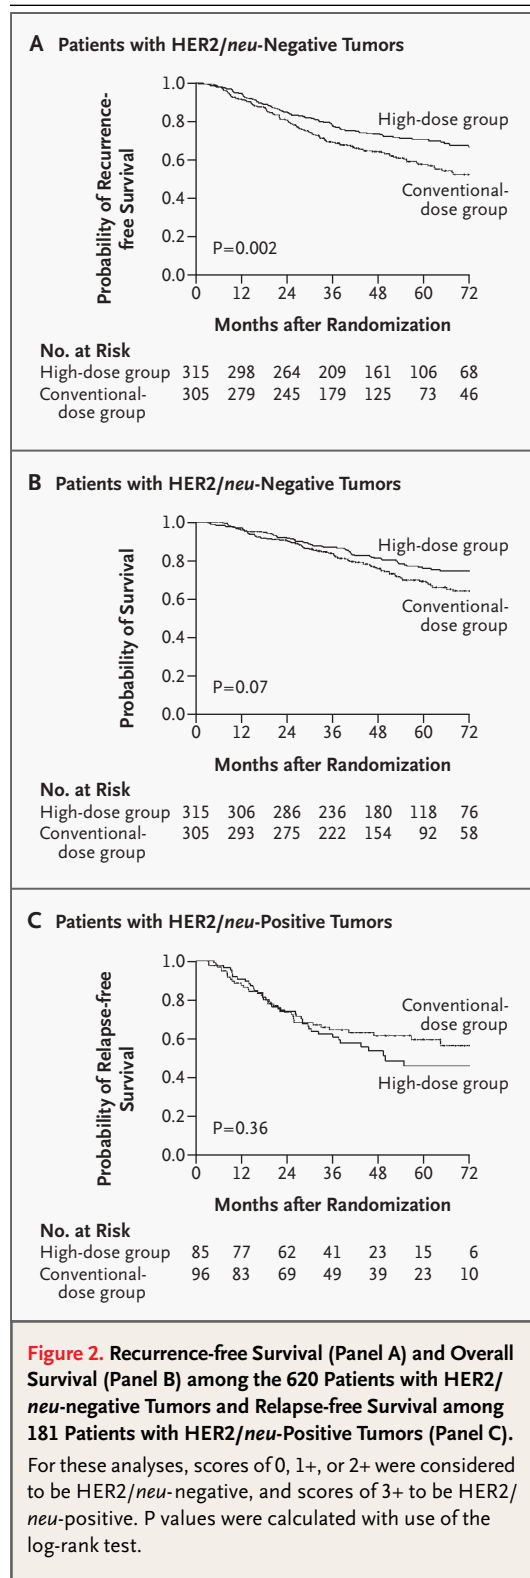 A Patients with HER2/neu-Negative Tumors
Probability of Recurrence-
free Survival
1.0
0.8
0.6
0.4
0.2
0.0
High-dose group
Conventional-
dose group
P=0.002
0 12 24 36 48 60 72
Months after Randomization
No. at Risk
High-dose group 315 298 264 209 161 106 68
Conventional- 305 279 245 179 125 73 46
dose group
B Patients with HER2/neu-Negative Tumors
Probability of Survival
1.0
0.8
0.6
0.4
0.2
0.0
High-dose group
Conventional-
dose group
P=0.07
0 12 24 36 48 60 72
Months after Randomization
No. at Risk
High-dose group 315 306 286 236 180 118 76
Conventional- 305 293 275 222 154 92 58
dose group
C Patients with HER2/neu-Positive Tumors
Probability of Relapse-free
Survival
1.0
0.8
0.6
0.4
0.2
0.0
Conventional-
dose group
High-dose group
P=0.36
0 12 24 36 48 60 72
Months after Randomization
No. at Risk
High-dose group 85 77 62 41 23 15 6
Conventional- 96 83 69 49 39 23 10
dose group
Figure 2. Recurrence-free Survival (Panel A) and Overall
Survival (Panel B) among the 620 Patients with HER2/
neu-negative Tumors and Relapse-free Survival among
181 Patients with HER2/neu-Positive Tumors (Panel C).
For these analyses, scores of 0, 1+, or 2+ were considered
to be HER2/neu-negative, and scores of 3+ to be HER2/
neu-positive. P values were calculated with use of the
log-rank test.